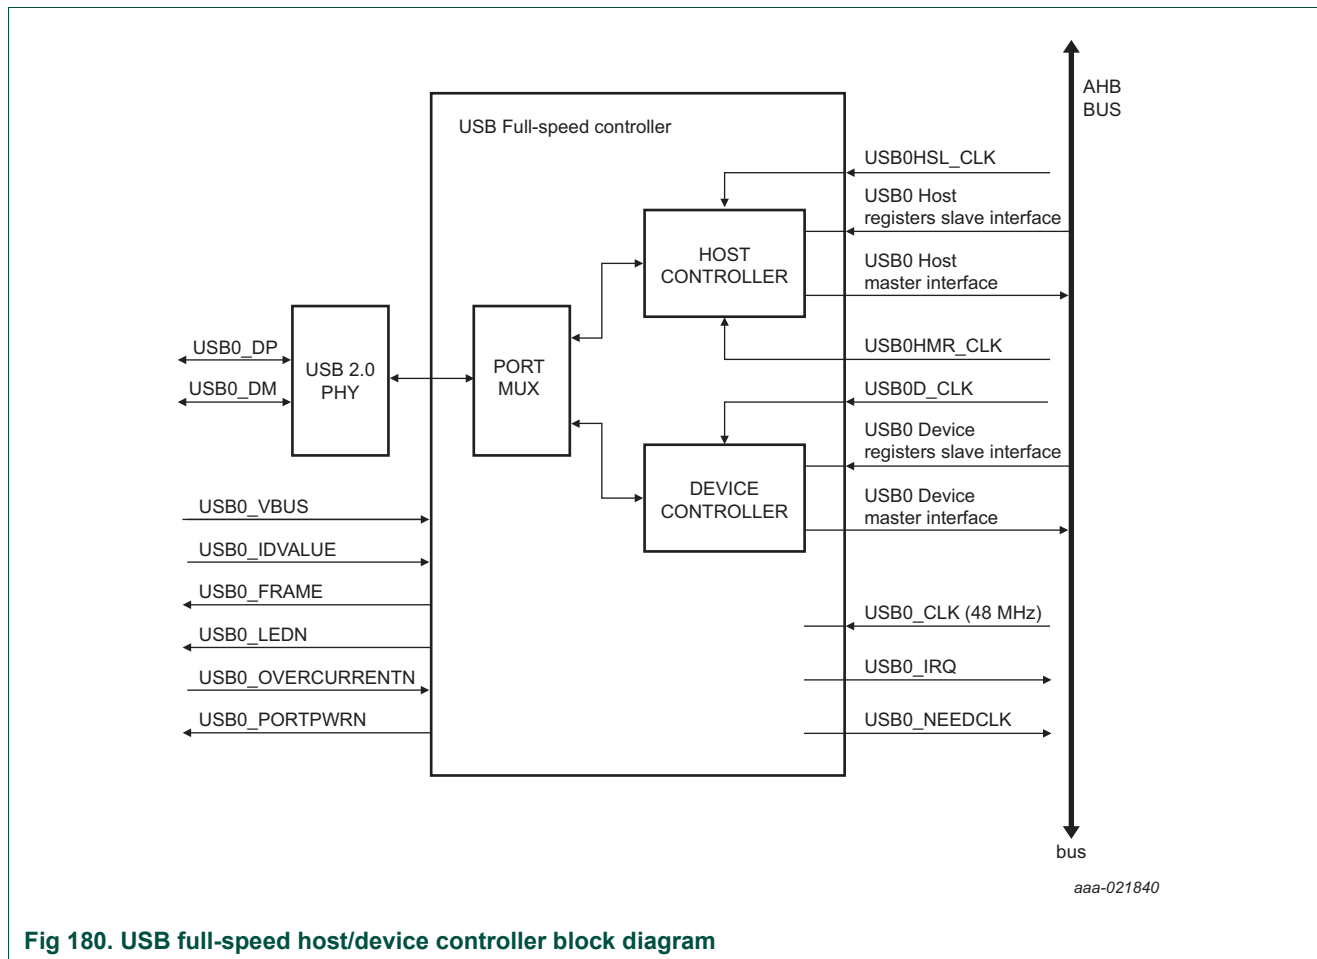 AHB
BUS
USB Full-speed controller
USB0HSL_CLK
USB0 Host
registers slave interface
HOST
CONTROLLER
USB0 Host
master interface
USB0_DP
USB0_DM
USB 2.0
PHY
PORT
MUX
USB0HMR_CLK
USB0D_CLK
USB0 Device
registers slave interface
DEVICE
CONTROLLER
USB0 Device
master interface
USB0_VBUS
USB0_IDVALUE
USB0_FRAME
USB0_LEDN
USB0_OVERCURRENTN
USB0_PORTPWRN
USB0_CLK (48 MHz)
USB0_IRQ
USB0_NEEDCLK
bus
aaa-021840
Fig 180. USB full-speed host/device controller block diagram